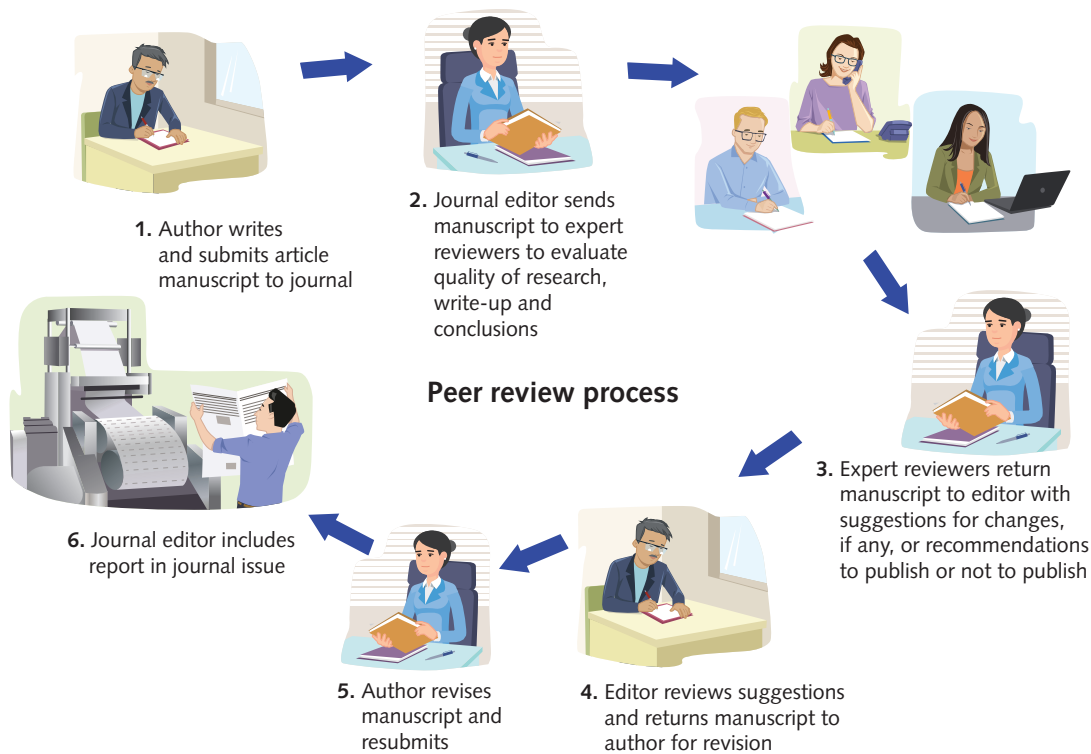 1. Author writes
and submits article
manuscript to journal
2. Journal editor sends
manuscript to expert
reviewers to evaluate
quality of research,
write-up and
conclusions
Peer review process
3. Expert reviewers return
manuscript to editor with
suggestions for changes,
if any, or recommendations
to publish or not to publish
4. Editor reviews suggestions
and returns manuscript to
author for revision
5. Author revises
manuscript and
resubmits
6. Journal editor includes
report in journal issue